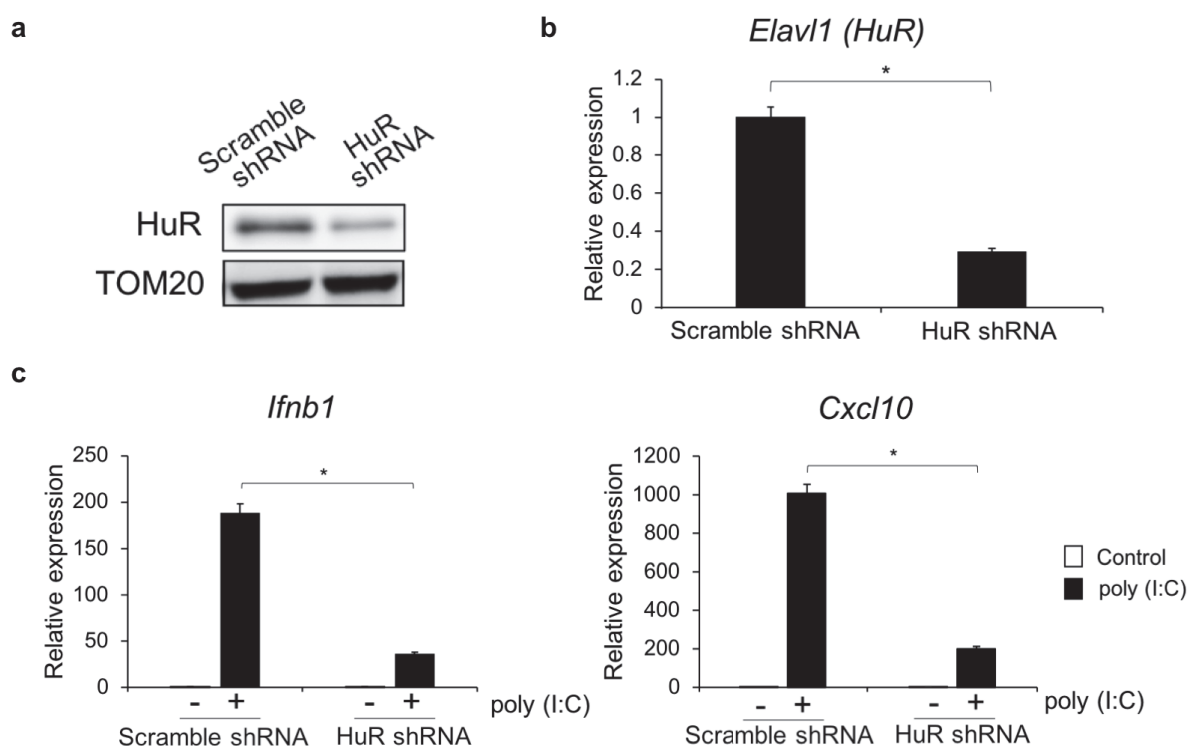 a
Scramble
shRNA
HuR
shRNA
HuR
TOM20
b
Elavl1 (HuR)
Relative expression
1.2
1
0.8
0.6
0.4
0.2
0
*
Scramble shRNA
HuR shRNA
c
Ifnb1
Relative expression
250
200
150
100
50
0
*
- + - + poly (I:C)
Scramble shRNA HuR shRNA
Cxcl10
Relative expression
1200
1000
800
600
400
200
0
*
- + - + poly (I:C)
Scramble shRNA HuR shRNA
Control
poly (I:C)